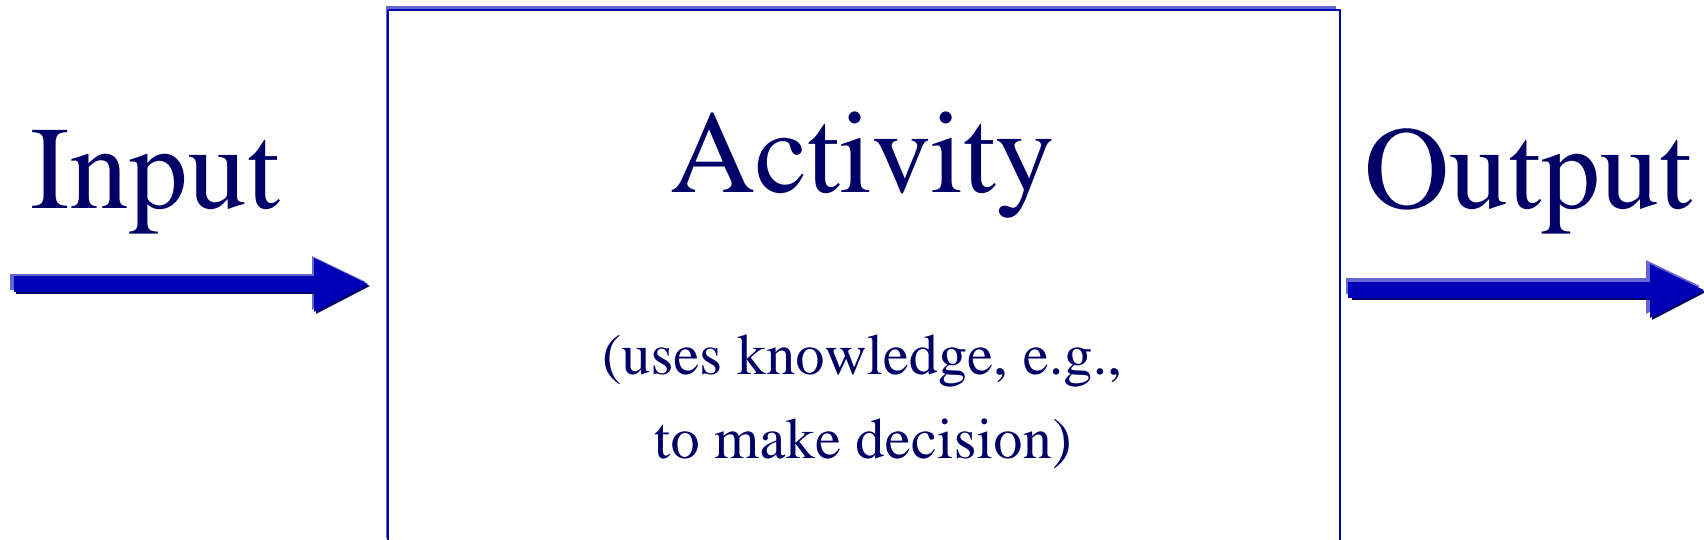 Input
Activity
Output
(uses knowledge, e.g.,
to make decision)